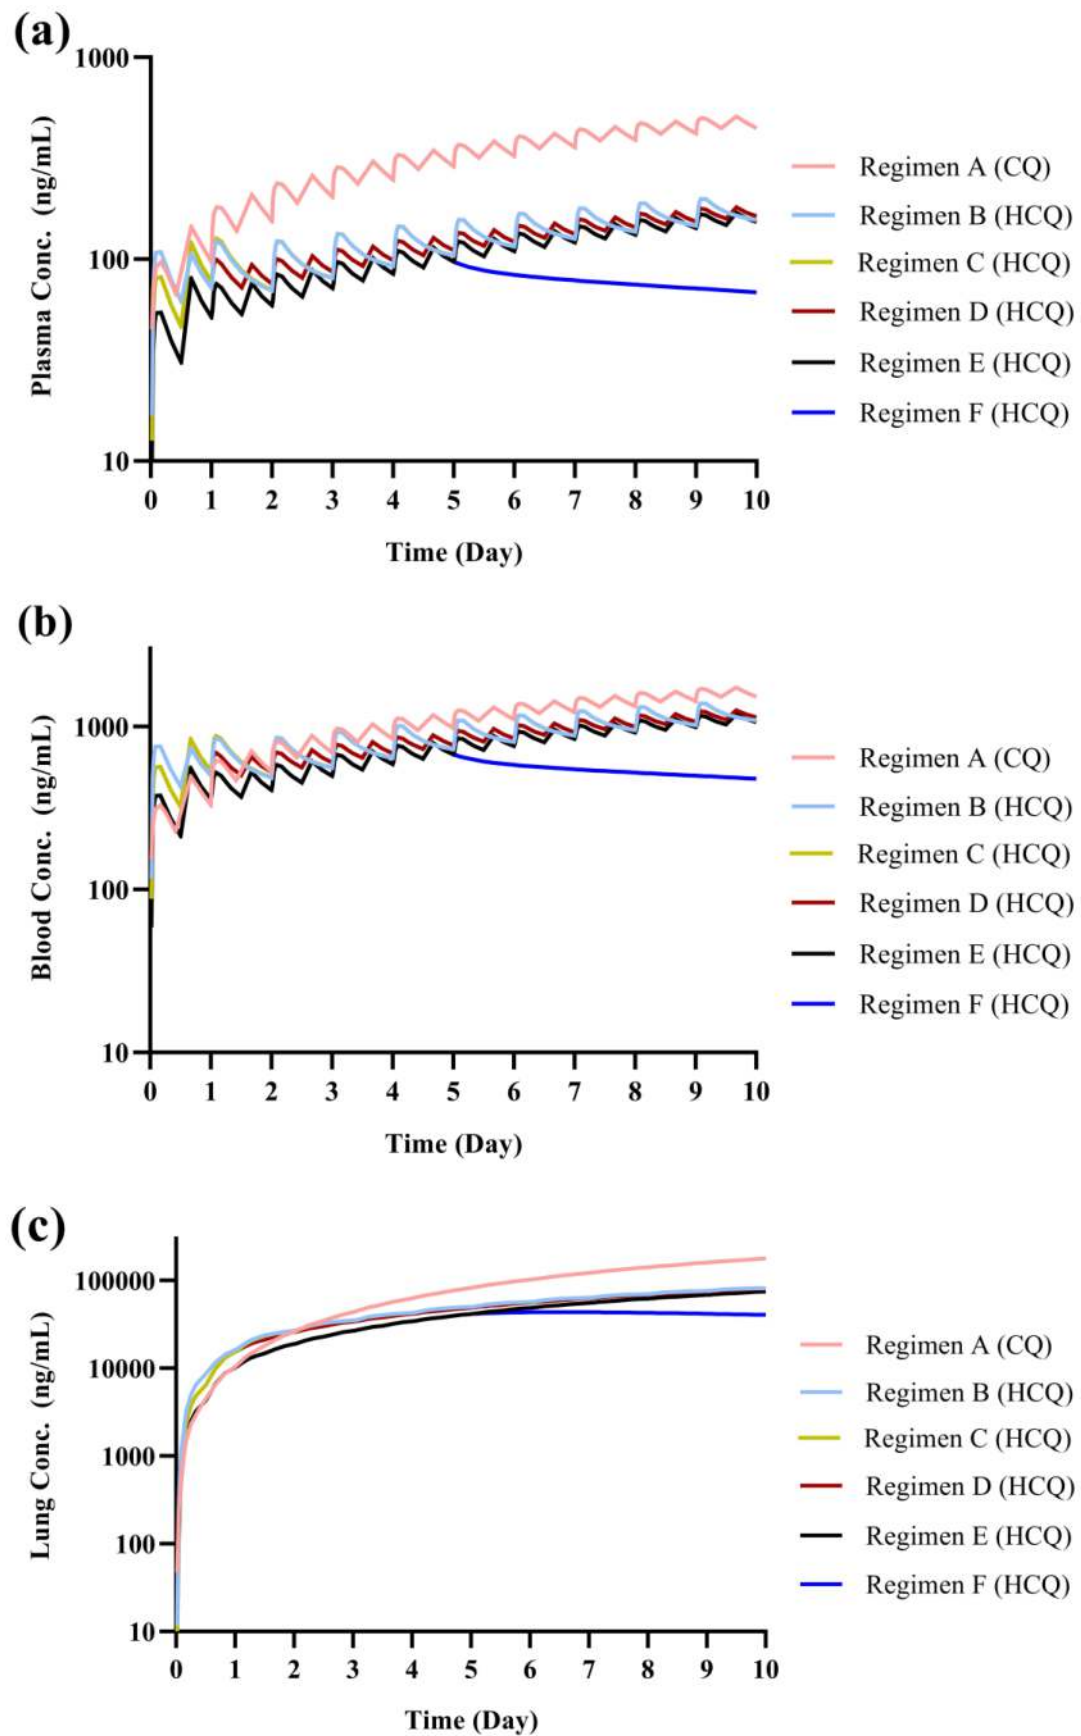 (a)
Plasma Conc. (ng/mL)
1000
100
10
0 1 2 3 4 5 6 7 8 9 10
Time (Day)
Regimen A (CQ)
Regimen B (HCQ)
Regimen C (HCQ)
Regimen D (HCQ)
Regimen E (HCQ)
Regimen F (HCQ)
(b)
Blood Conc. (ng/mL)
1000
100
10
0 1 2 3 4 5 6 7 8 9 10
Time (Day)
Regimen A (CQ)
Regimen B (HCQ)
Regimen C (HCQ)
Regimen D (HCQ)
Regimen E (HCQ)
Regimen F (HCQ)
(c)
Lung Conc. (ng/mL)
100000
10000
1000
100
10
0 1 2 3 4 5 6 7 8 9 10
Time (Day)
Regimen A (CQ)
Regimen B (HCQ)
Regimen C (HCQ)
Regimen D (HCQ)
Regimen E (HCQ)
Regimen F (HCQ)